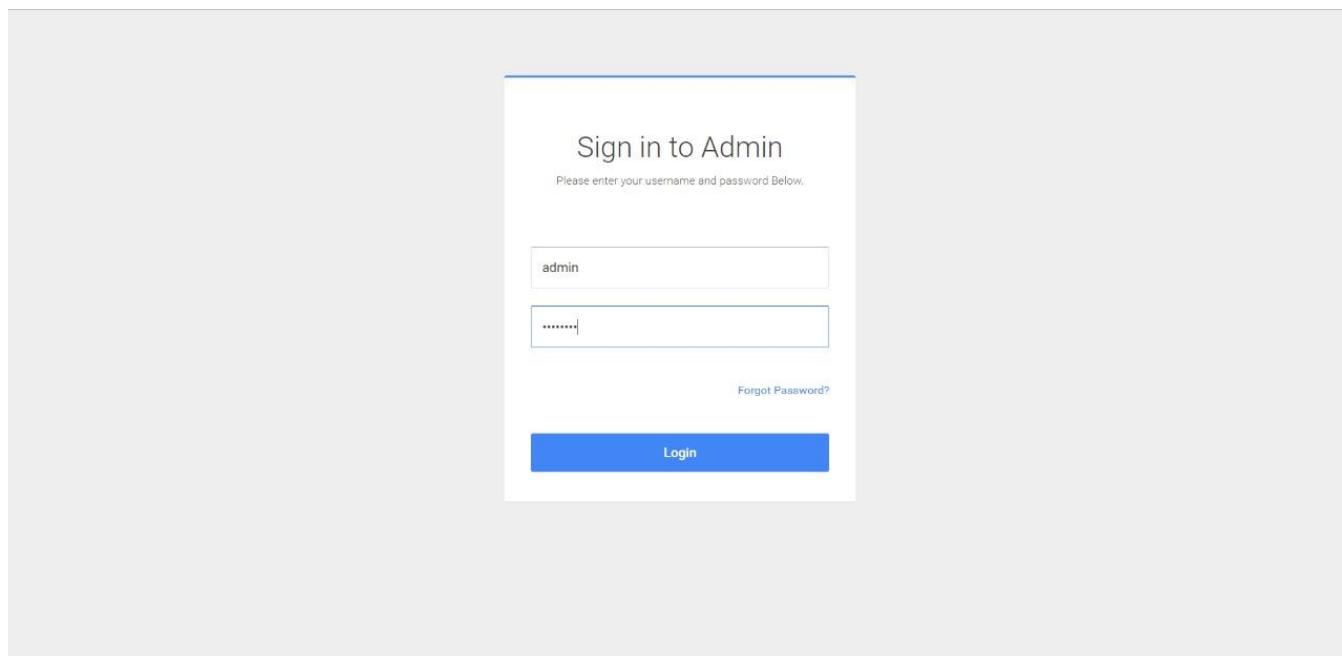 Sign in to Admin
Please enter your username and password Below.
admin
••••••••
Forgot Password?
Login